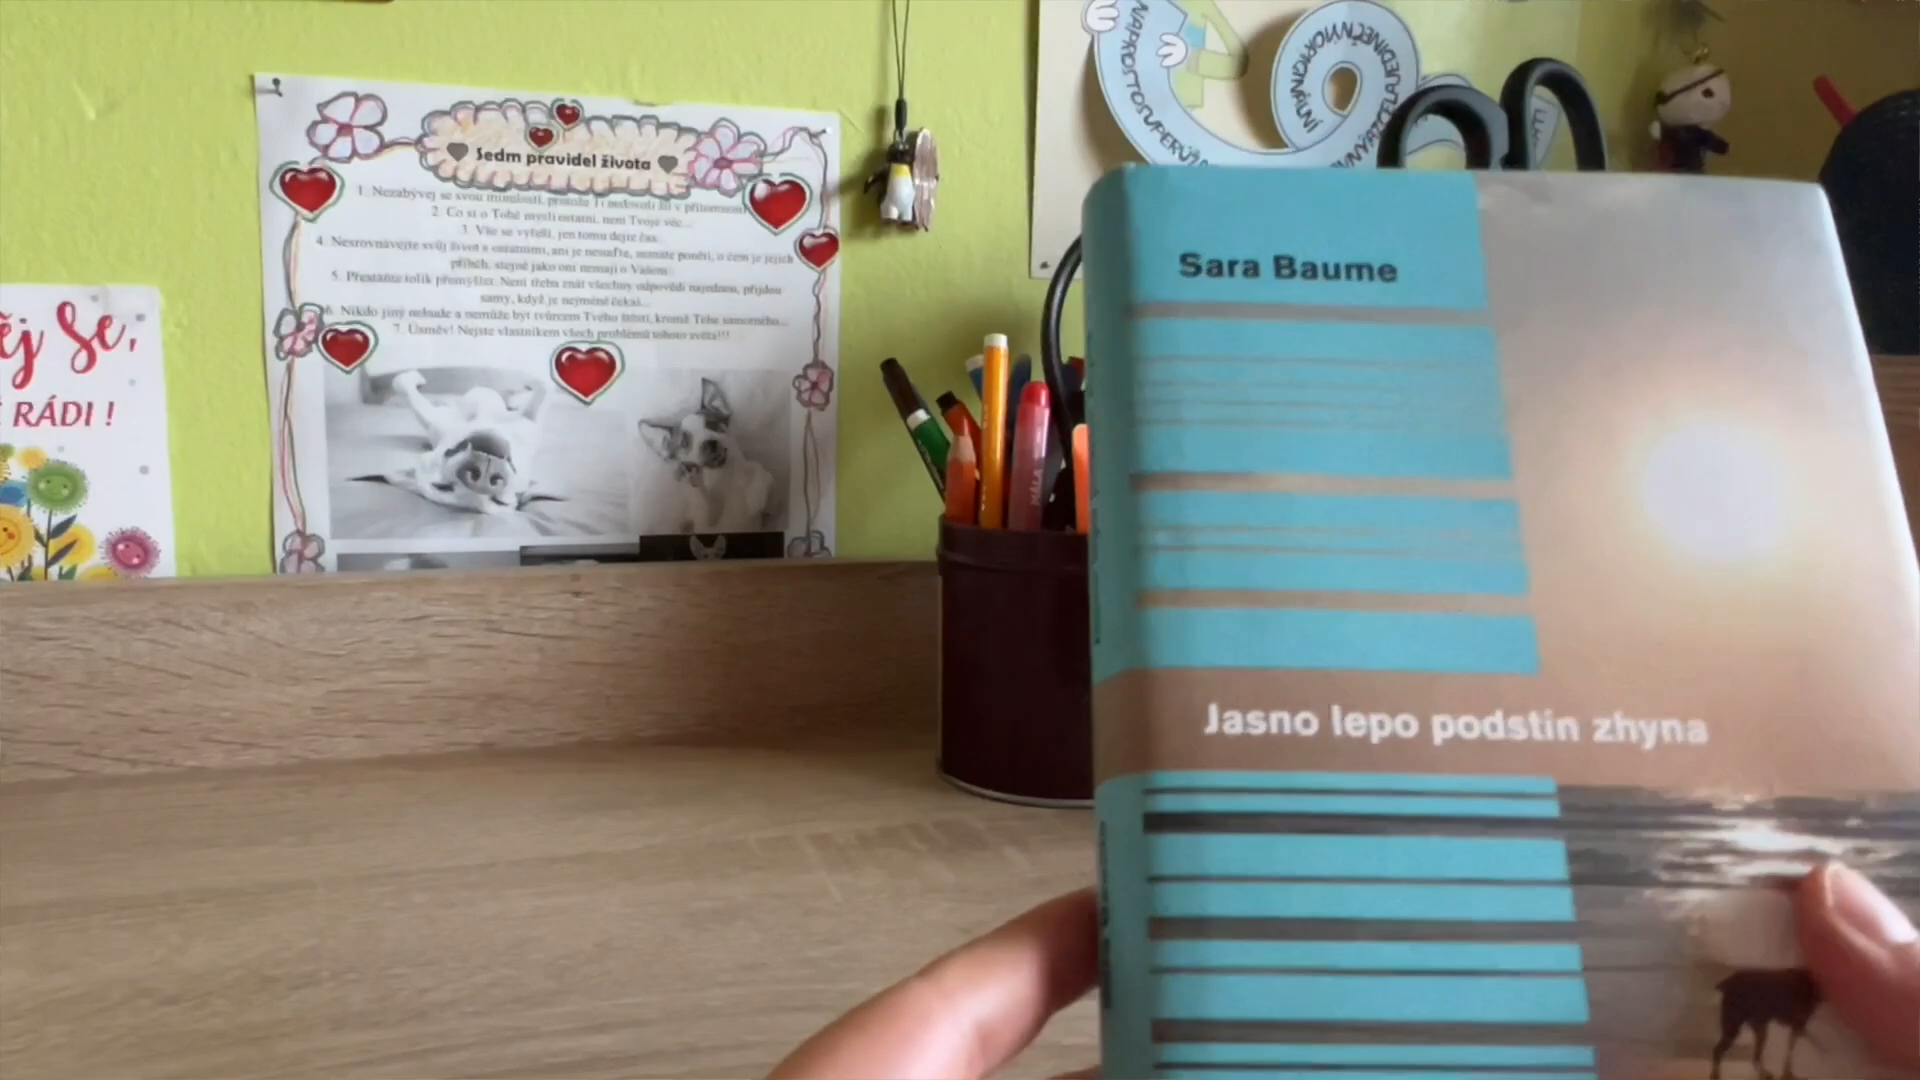 Sedm pravidel života
1. Nezabývej se svou minulostí, protože Ti nedovolí žít v přítomnosti
2. Co si o Tobě myslí ostatní, není Tvoje věc...
3. Vše se vyřeší, jen tomu dejte čas.
4. Nesrovnávejte svůj život s ostatními, ani je nesuďte, nemáte ponětí, o čem je jejich
příběh, stejně jako oni nemají o Vašem.
5. Přestaňte tolik přemýšlet. Není třeba znát všechny odpovědi najednou, přijdou
samy, když je nejméně čekáš...
6. Nikdo jiný nebude a nemůže být tvůrcem Tvého štěstí, kromě Tebe samotného...
7. Úsměv! Nejste vlastníkem všech problémů tohoto světa!!!
Se,
RÁDI !
NAPROSTO
ORIGINÁLNÍ
Sara Baume
Jasno lepo podstín zhyna